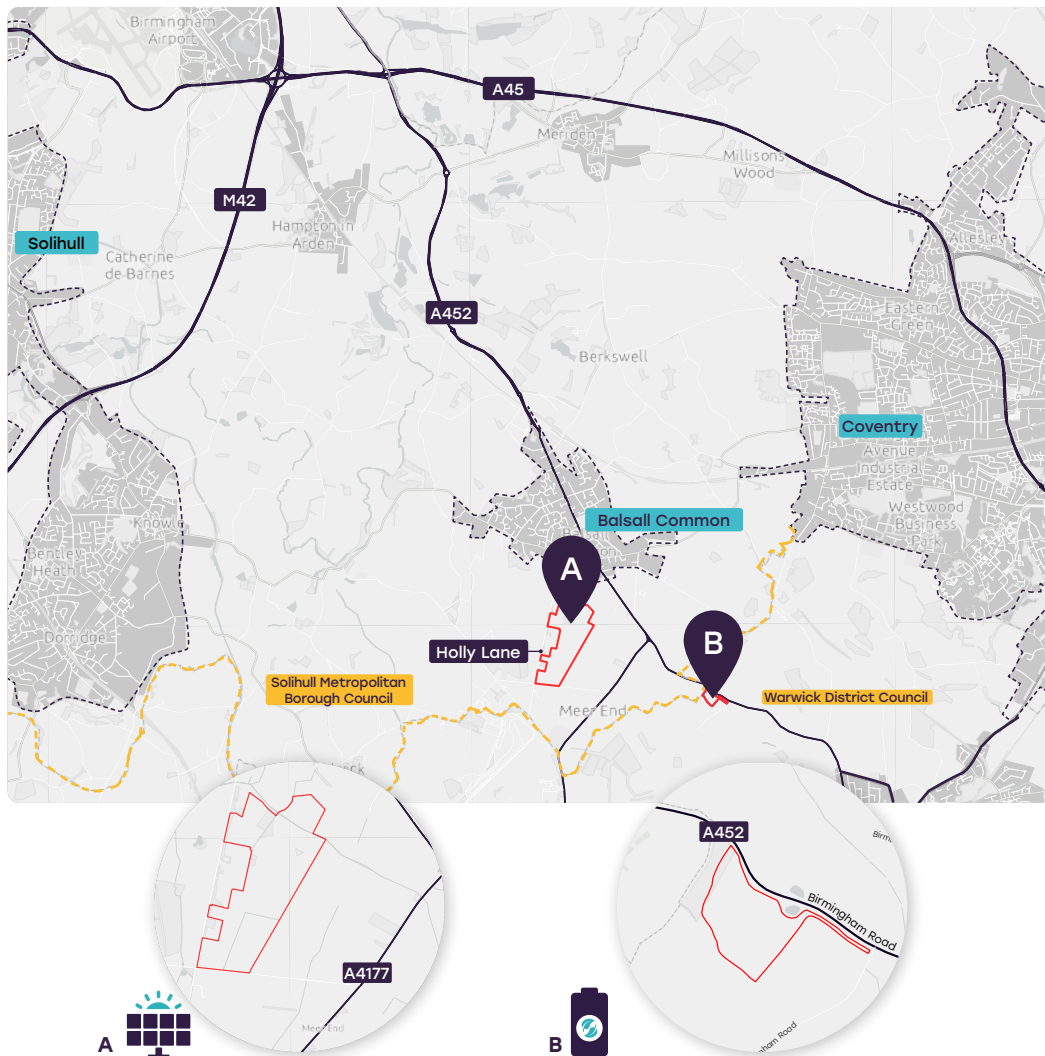 Birmingham
Airport
A45
Meriden
Millisons
Wood
M42
Hampton in
Arden
Solihull
Catherine
de Barnes
Allesley
A452
Eastern
Green
Berkswell
Coventry
Avenue
Industrial
Estate
Westwood
Business
Park
Balsall Common
Knowle
Bentley
Heath
A
Dorridge
Holly Lane
B
Solihull Metropolitan
Borough Council
Warwick District Council
Meer End
A452
Birmingham Road
A4177
Meer End
A
B